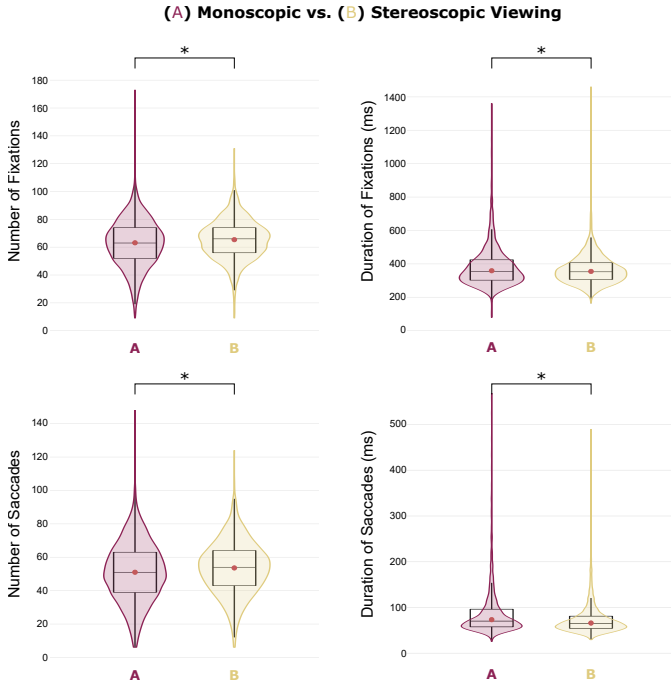 (A) Monoscopic vs. (B) Stereoscopic Viewing
*
Number of Fixations
180
160
140
120
100
80
60
40
20
0
A
B
*
Duration of Fixations (ms)
1400
1200
1000
800
600
400
200
0
A
B
*
Number of Saccades
140
120
100
80
60
40
20
0
A
B
*
Duration of Saccades (ms)
500
400
300
200
100
0
A
B